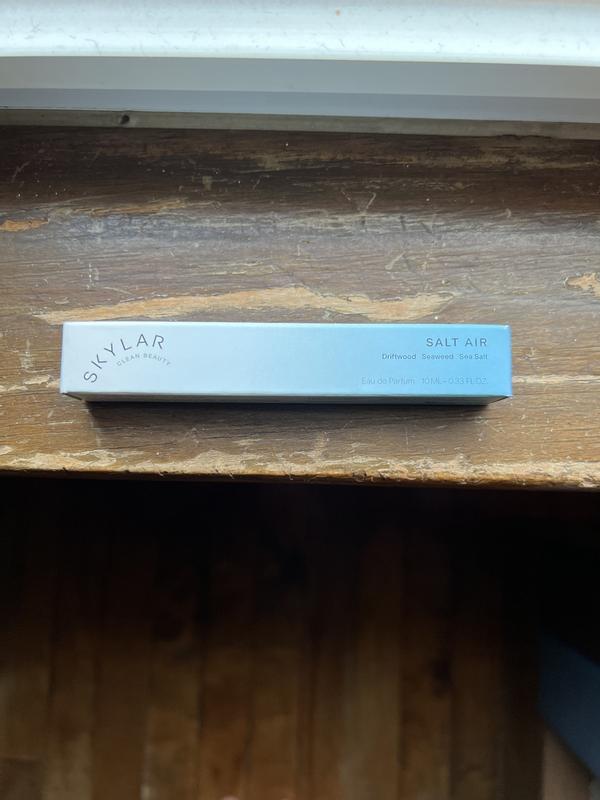 SKYLAR
CLEAN BEAUTY
SALT AIR
Driftwood Seaweed Sea Salt
Eau de Parfum 10 ML - 0.33 FL OZ.